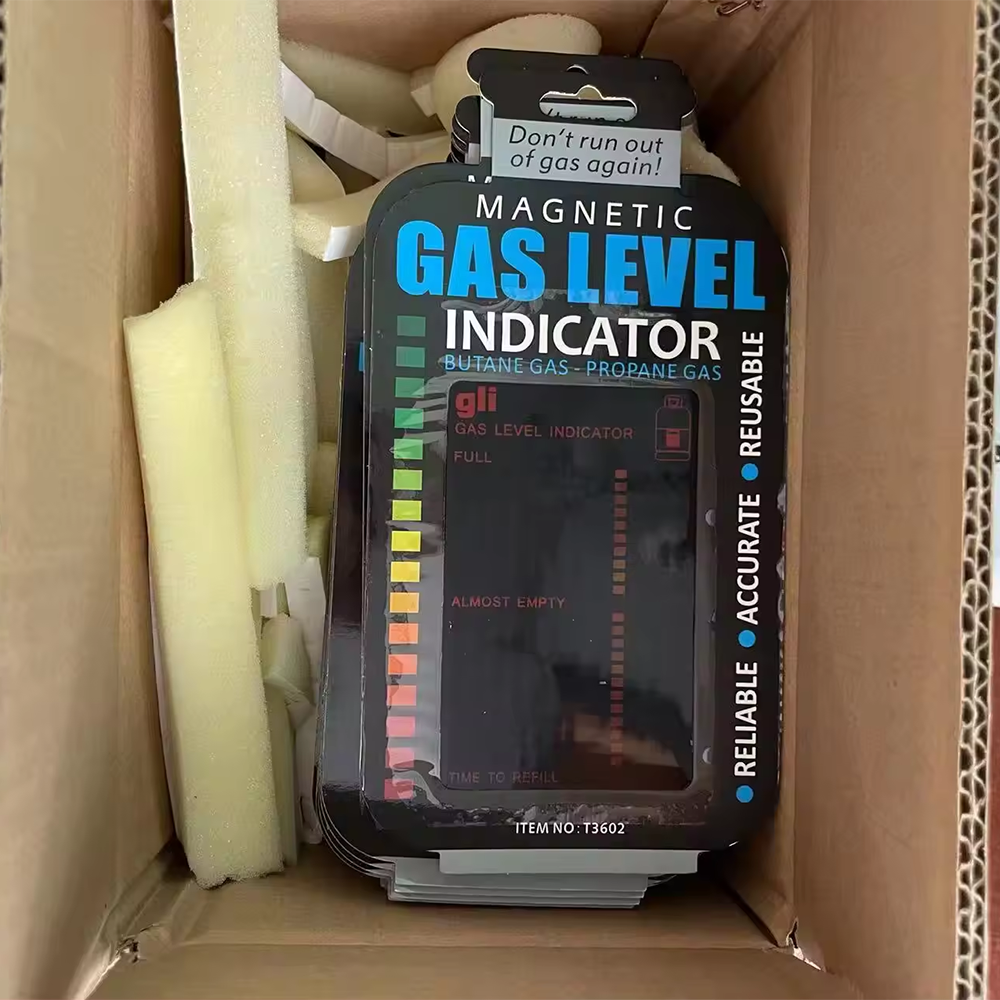 Don't run out
of gas again!
MAGNETIC
GAS LEVEL
INDICATOR
BUTANE GAS - PROPANE GAS
gli
GAS LEVEL INDICATOR
FULL
ALMOST EMPTY
TIME TO REFILL
RELIABLE ● ACCURATE ● REUSABLE
ITEM NO: T3602